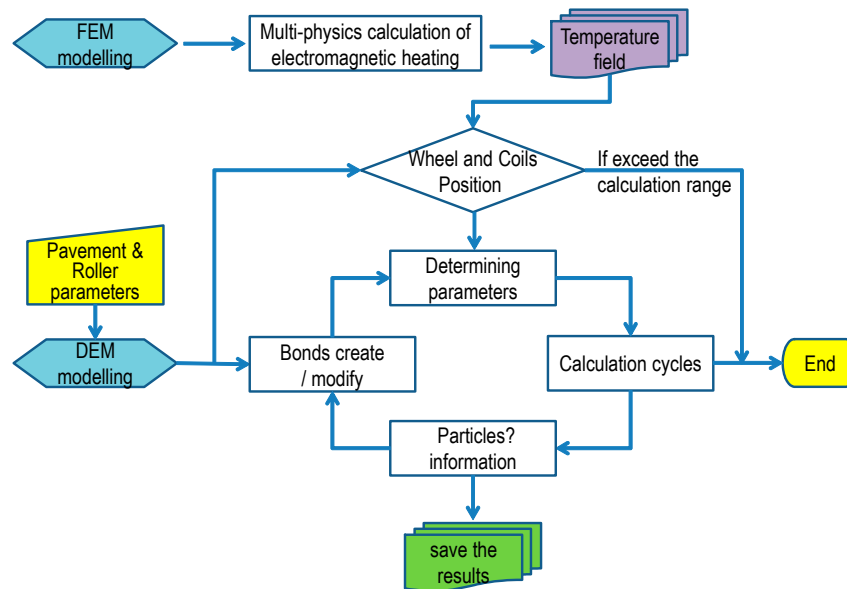 FEM
modelling
Multi-physics calculation of
electromagnetic heating
Temperature
field
Wheel and Coils
Position
If exceed the
calculation range
Pavement &
Roller
parameters
Determining
parameters
DEM
modelling
Bonds create
/ modify
Calculation cycles
End
Particles?
information
save the
results